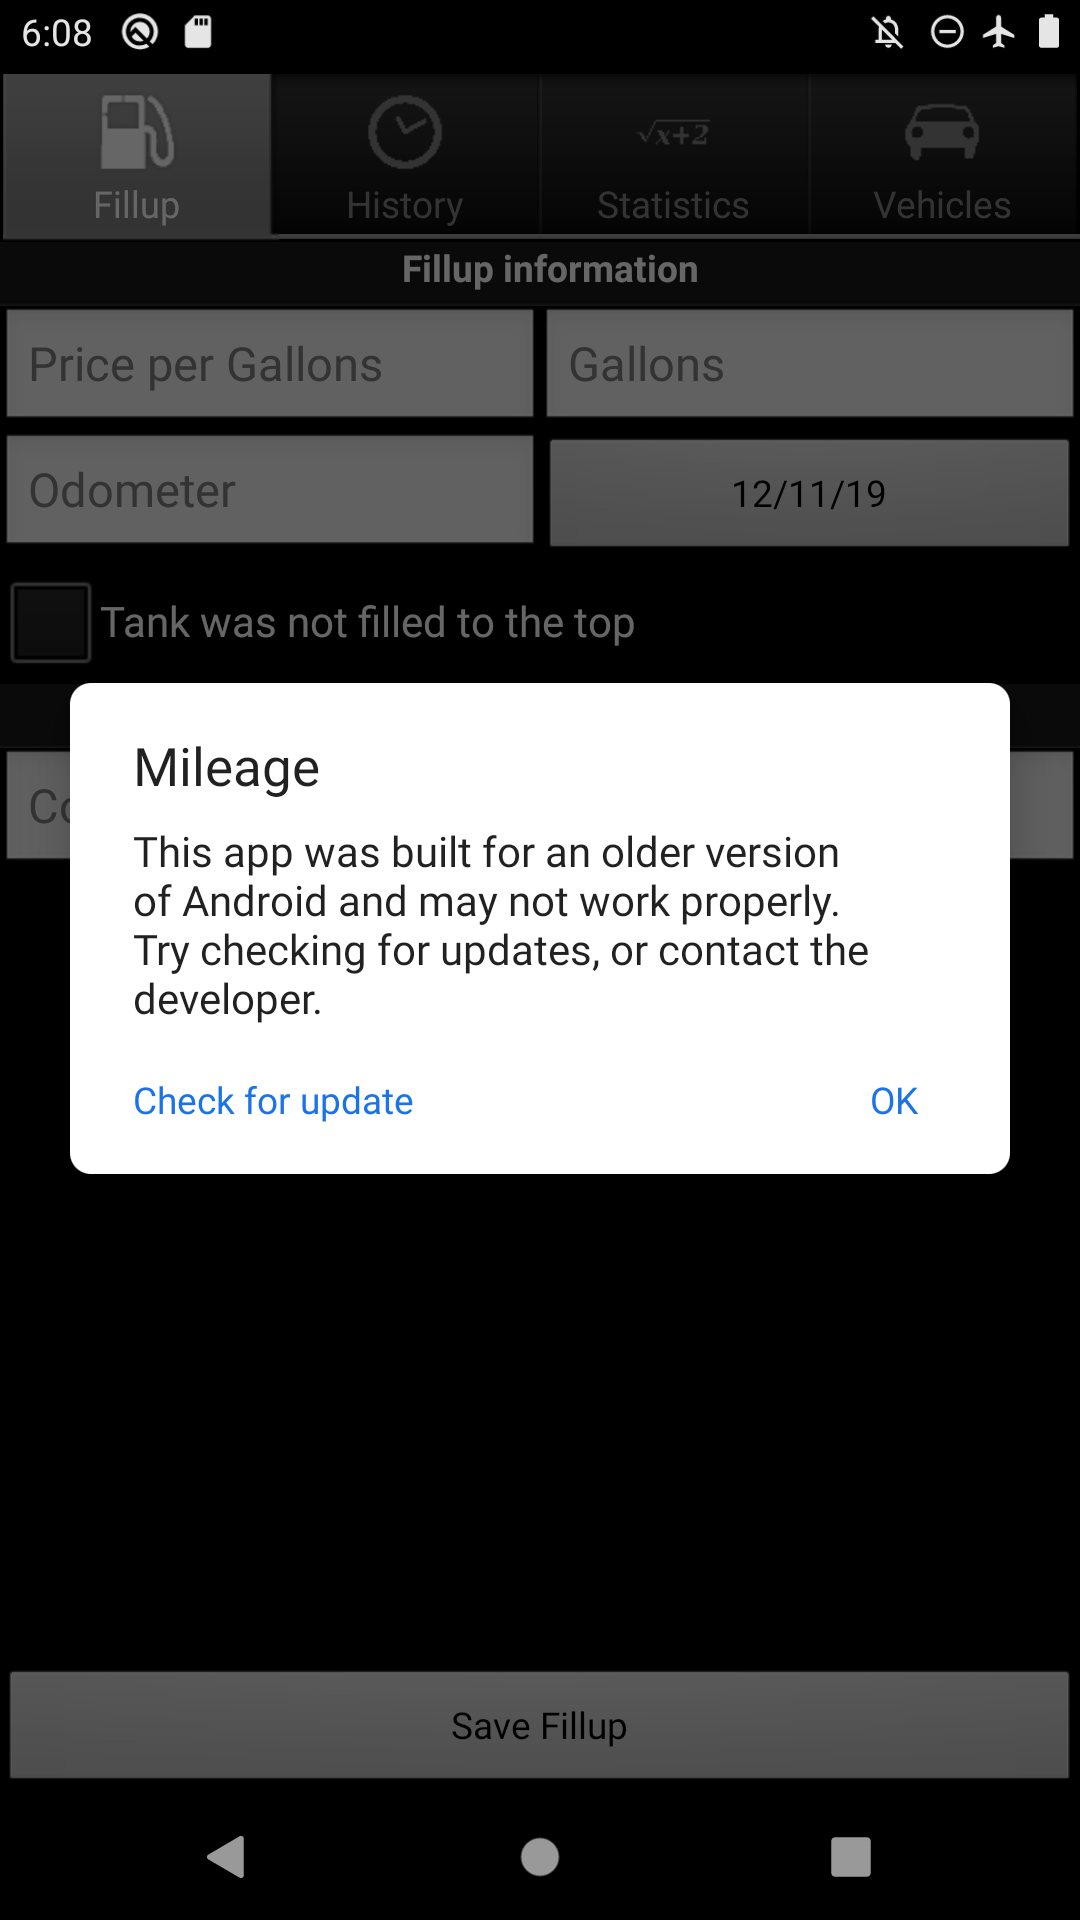 6:08
Fillup
History
√x+2
Statistics
Vehicles
Fillup information
Price per Gallons
Gallons
Odometer
12/11/19
Tank was not filled to the top
Mileage
This app was built for an older version
of Android and may not work properly.
Try checking for updates, or contact the
developer.
Check for update
OK
Save Fillup